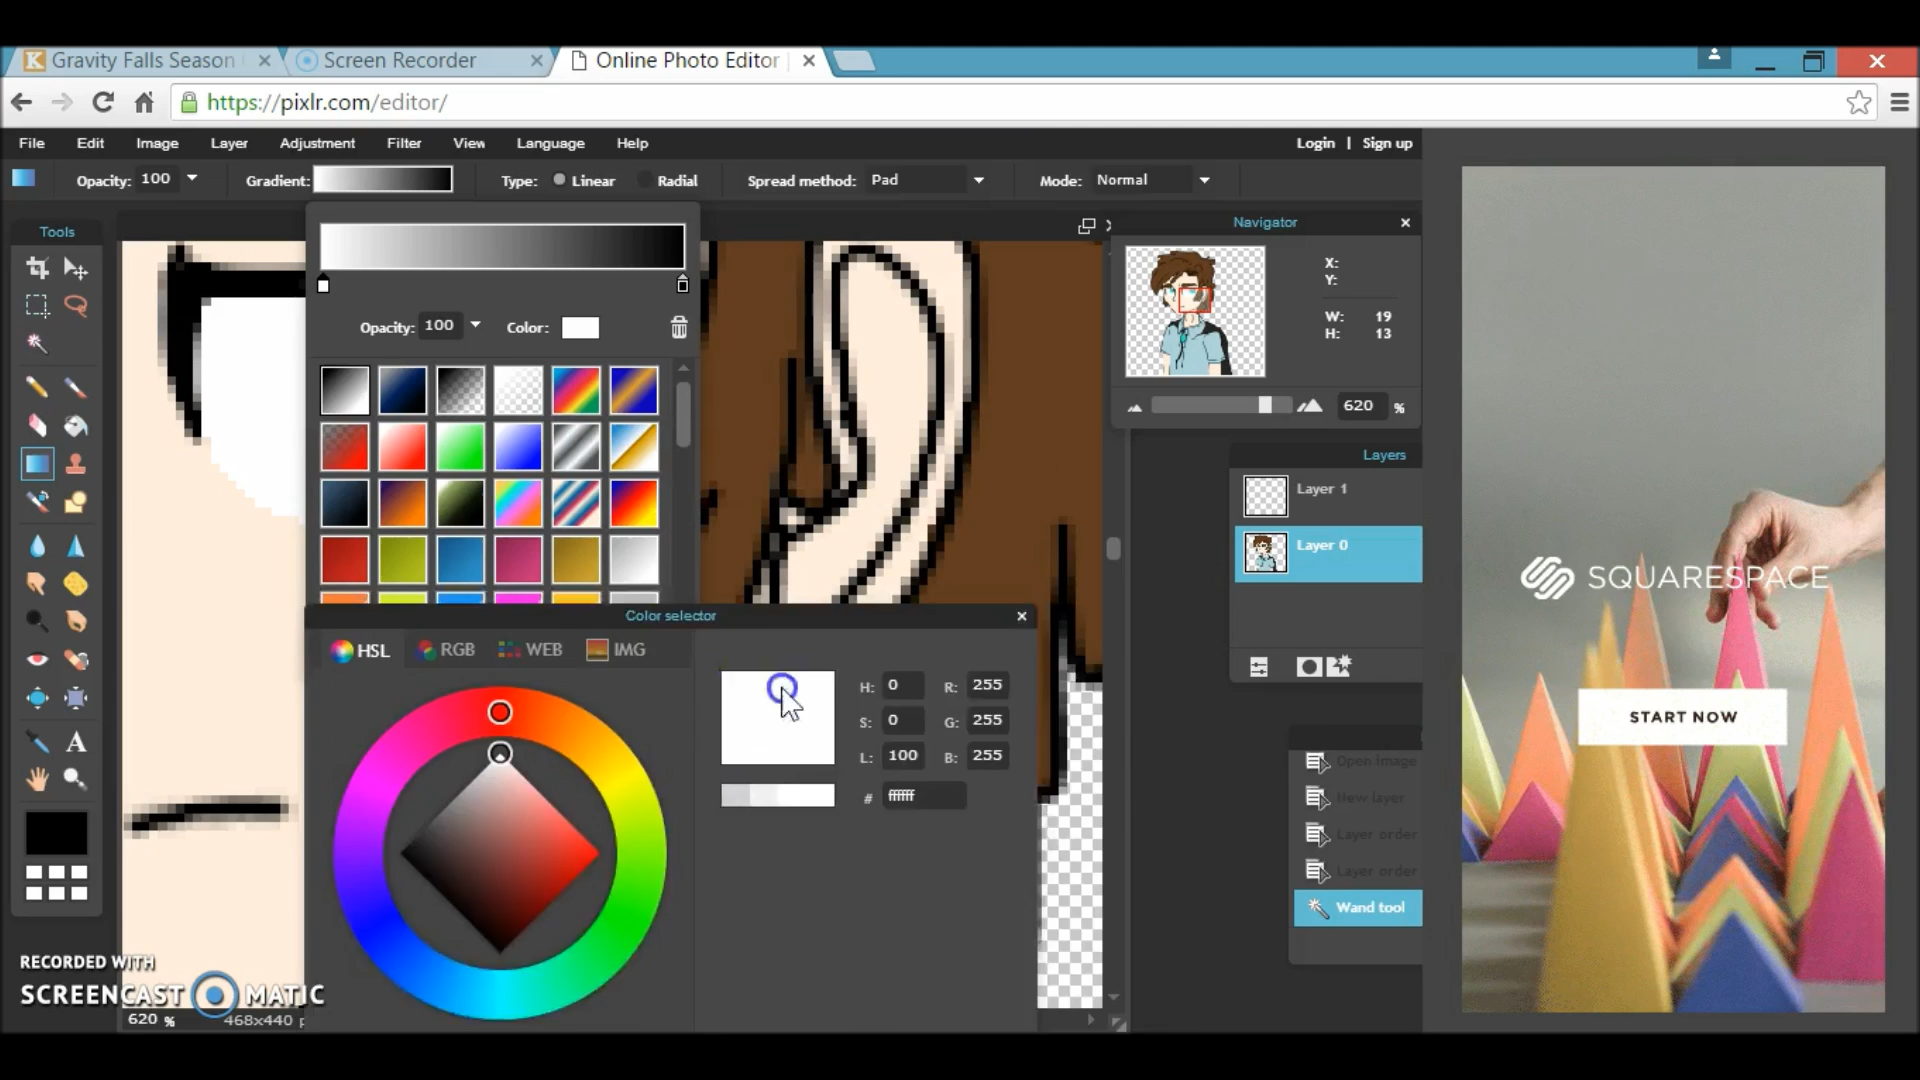 Gravity Falls Season
Screen Recorder
Online Photo Editor
https://pixlr.com/editor/
File Edit Image Layer Adjustment Filter View Language Help
Login | Sign up
Opacity: 100 Gradient: Type: Linear Radial Spread method: Pad Mode: Normal
Tools
Navigator
X:
Y:
W: 19
H: 13
620 %
Opacity: 100 Color:
Layers
Layer 1
Layer 0
Color selector
HSL RGB WEB IMG
H: 0 R: 255
S: 0 G: 255
L: 100 B: 255
# ffffff
Open image
New layer
Layer order
Layer order
Wand tool
SQUARESPACE
START NOW
RECORDED WITH
SCREENCAST MATIC
620 % 468x440